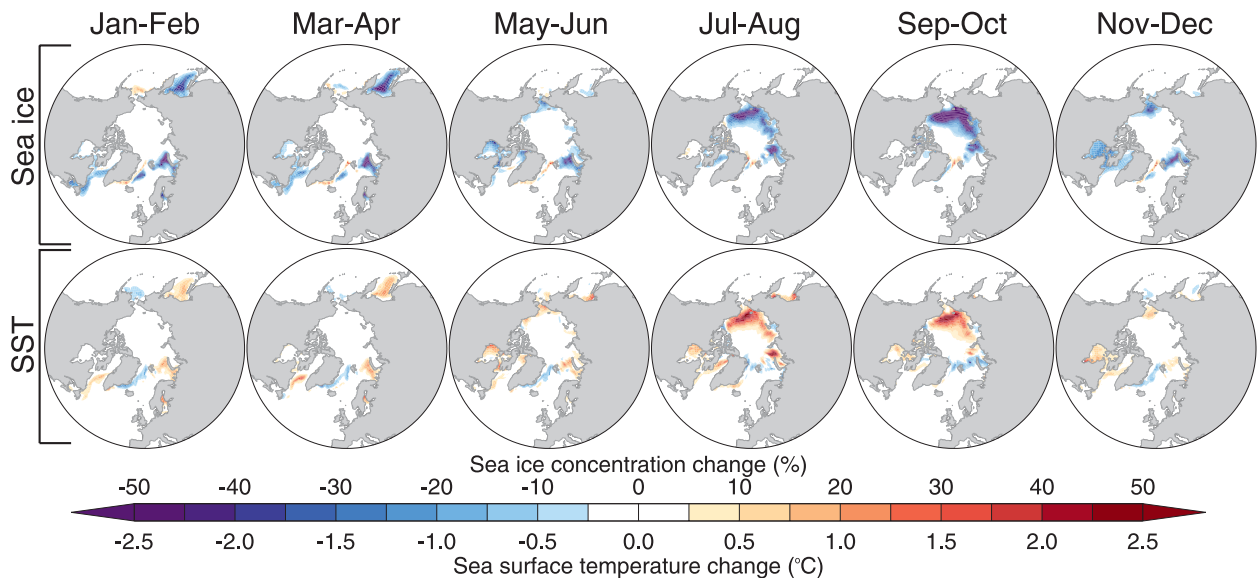 Jan-Feb Mar-Apr May-Jun Jul-Aug Sep-Oct Nov-Dec
Sea ice
SST
Sea ice concentration change (%)
-50 -40 -30 -20 -10 0 10 20 30 40 50
-2.5 -2.0 -1.5 -1.0 -0.5 0.0 0.5 1.0 1.5 2.0 2.5
Sea surface temperature change (°C)